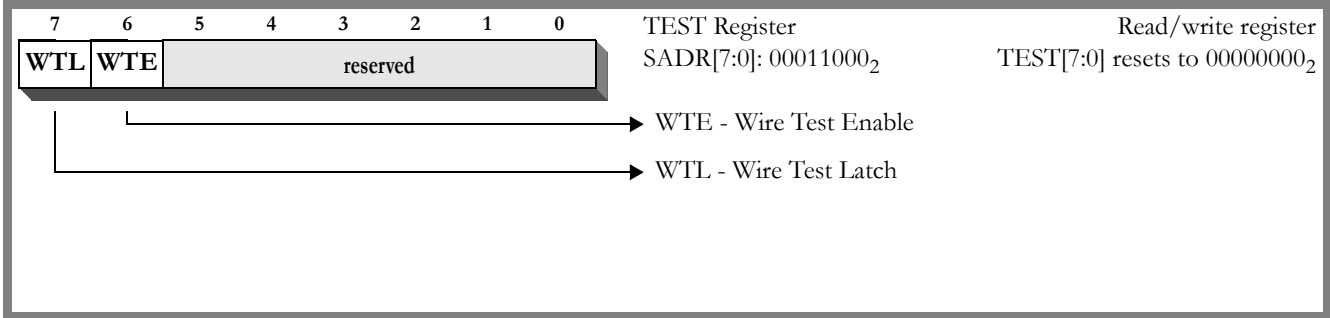 7 6 5 4 3 2 1 0 TEST Register Read/write register
WTL WTE reserved SADR[7:0]: 00011000₂ TEST[7:0] resets to 00000000₂
WTE - Wire Test Enable
WTL - Wire Test Latch